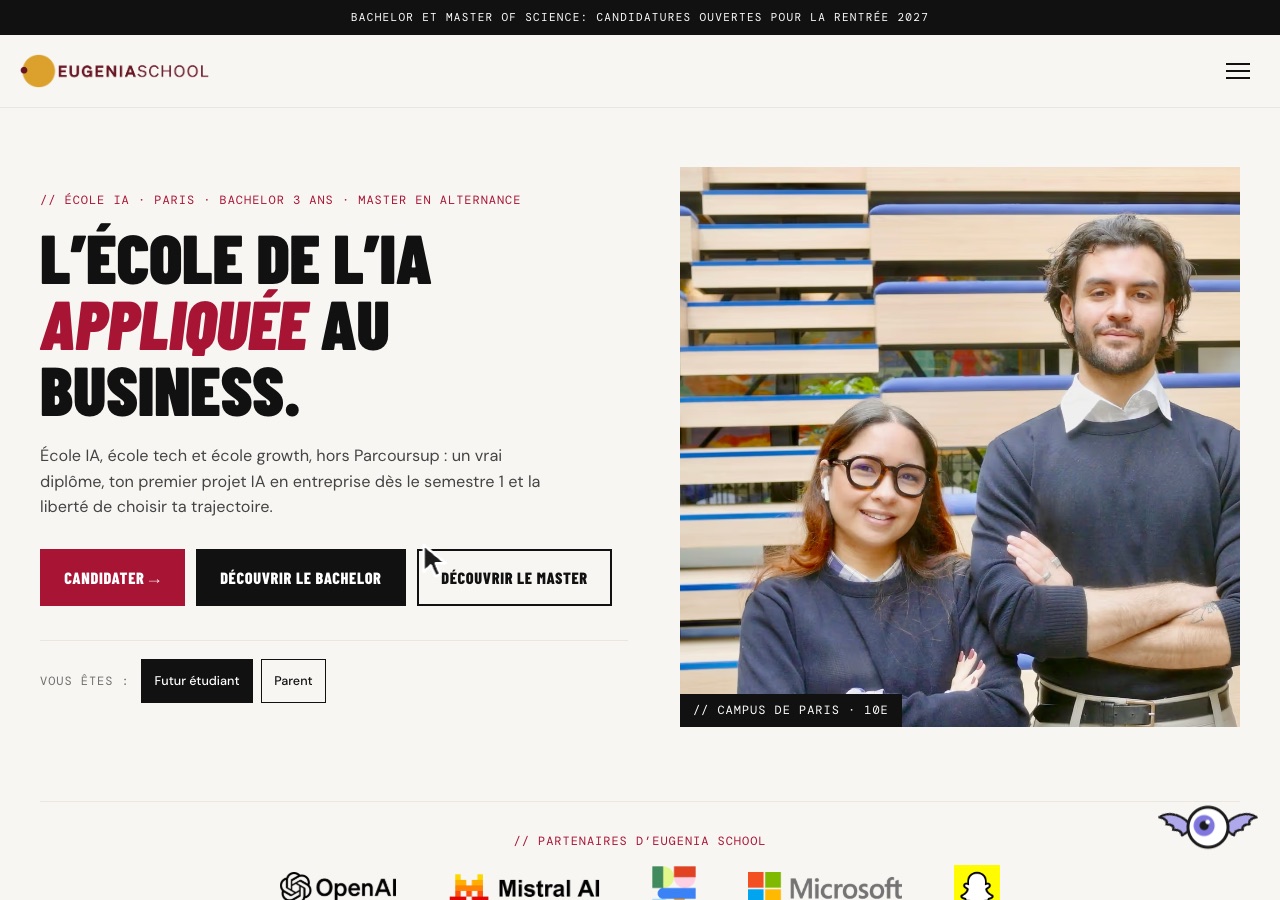 BACHELOR ET MASTER OF SCIENCE: CANDIDATURES OUVERTES POUR LA RENTRÉE 2027
EUGENIASCHOOL
// ÉCOLE IA · PARIS · BACHELOR 3 ANS · MASTER EN ALTERNANCE
L’ÉCOLE DE L’IA
APPLIQUÉE AU
BUSINESS.
École IA, école tech et école growth, hors Parcoursup : un vrai
diplôme, ton premier projet IA en entreprise dès le semestre 1 et la
liberté de choisir ta trajectoire.
CANDIDATER →
DÉCOUVRIR LE BACHELOR
DÉCOUVRIR LE MASTER
VOUS ÊTES :
Futur étudiant
Parent
// CAMPUS DE PARIS · 10E
// PARTENAIRES D’EUGENIA SCHOOL
OpenAI
Mistral AI
Microsoft